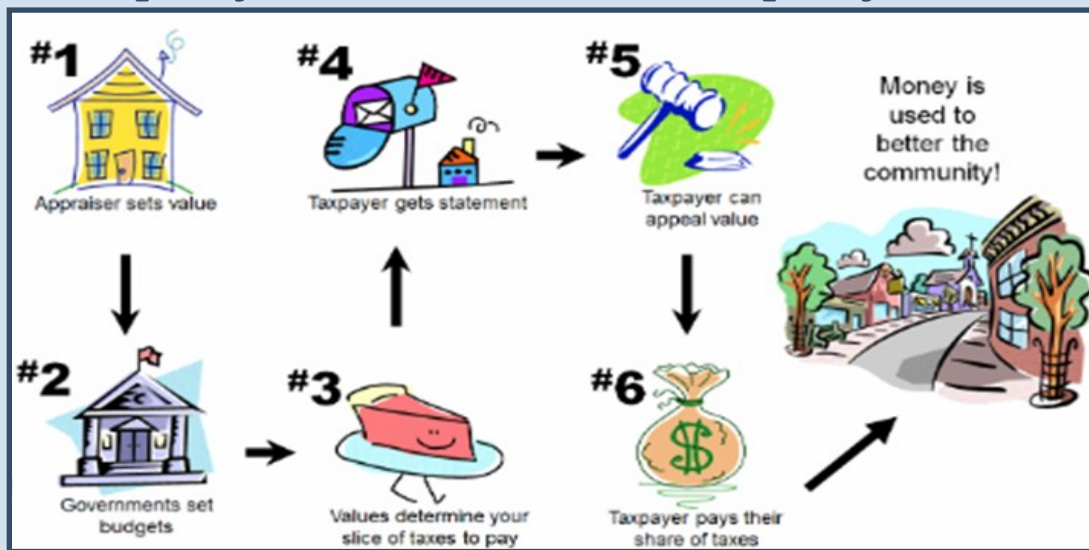 #1
Appraiser sets value
#2
Governments set
budgets
#3
Values determine your
slice of taxes to pay
#4
Taxpayer gets statement
#5
Taxpayer can
appeal value
#6
$
Taxpayer pays their
share of taxes
Money is
used to
better the
community!